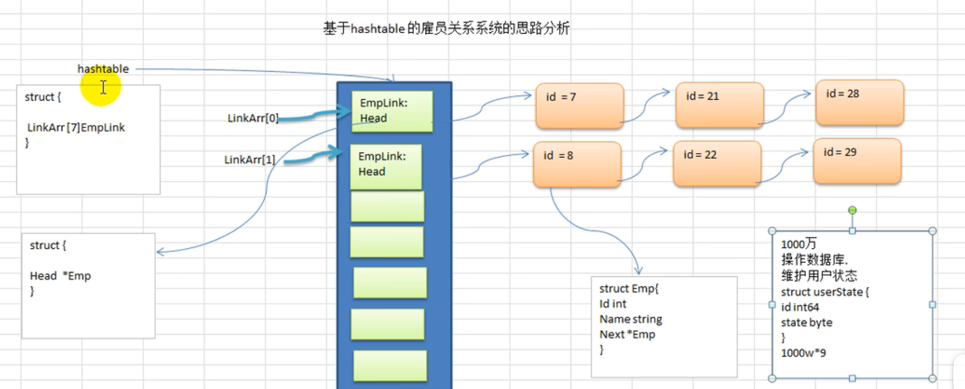 基于hashtable 的雇员关系系统的思路分析
hashtable
struct {
LinkArr [7]EmpLink
}
LinkArr[0]
LinkArr[1]
EmpLink:
Head
EmpLink:
Head
id = 7
id = 21
id = 28
id = 8
id = 22
id = 29
struct {
Head *Emp
}
struct Emp{
Id int
Name string
Next *Emp
}
1000万
操作数据库.
维护用户状态
struct userState {
id int64
state byte
}
1000w*9